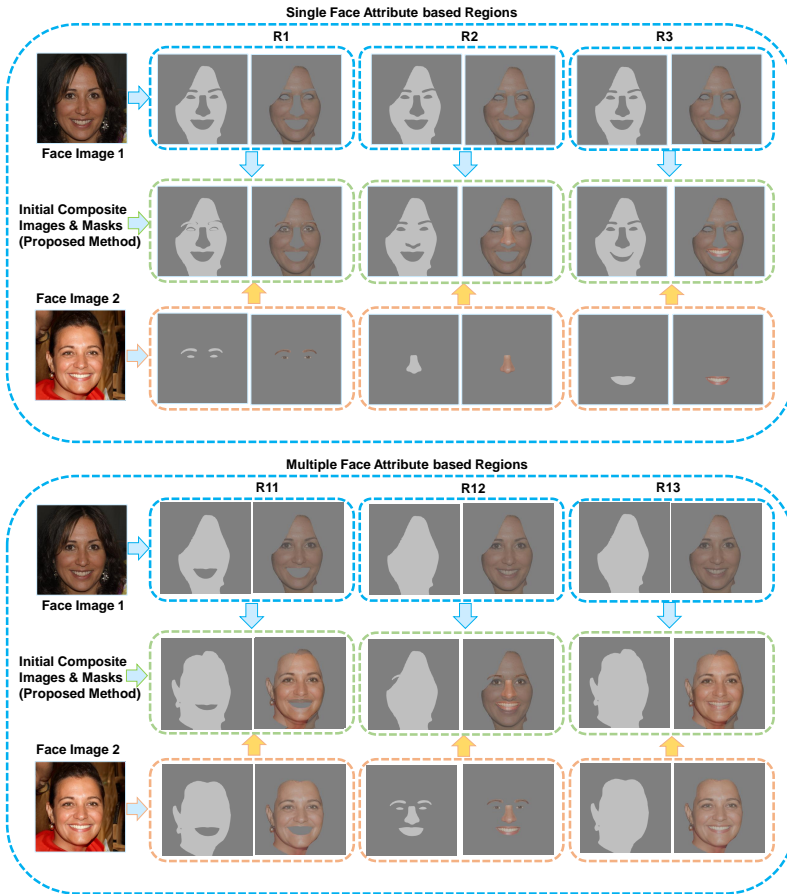 Single Face Attribute based Regions
R1
R2
R3
Face Image 1
Initial Composite
Images & Masks
(Proposed Method)
Face Image 2
Multiple Face Attribute based Regions
R11
R12
R13
Face Image 1
Initial Composite
Images & Masks
(Proposed Method)
Face Image 2